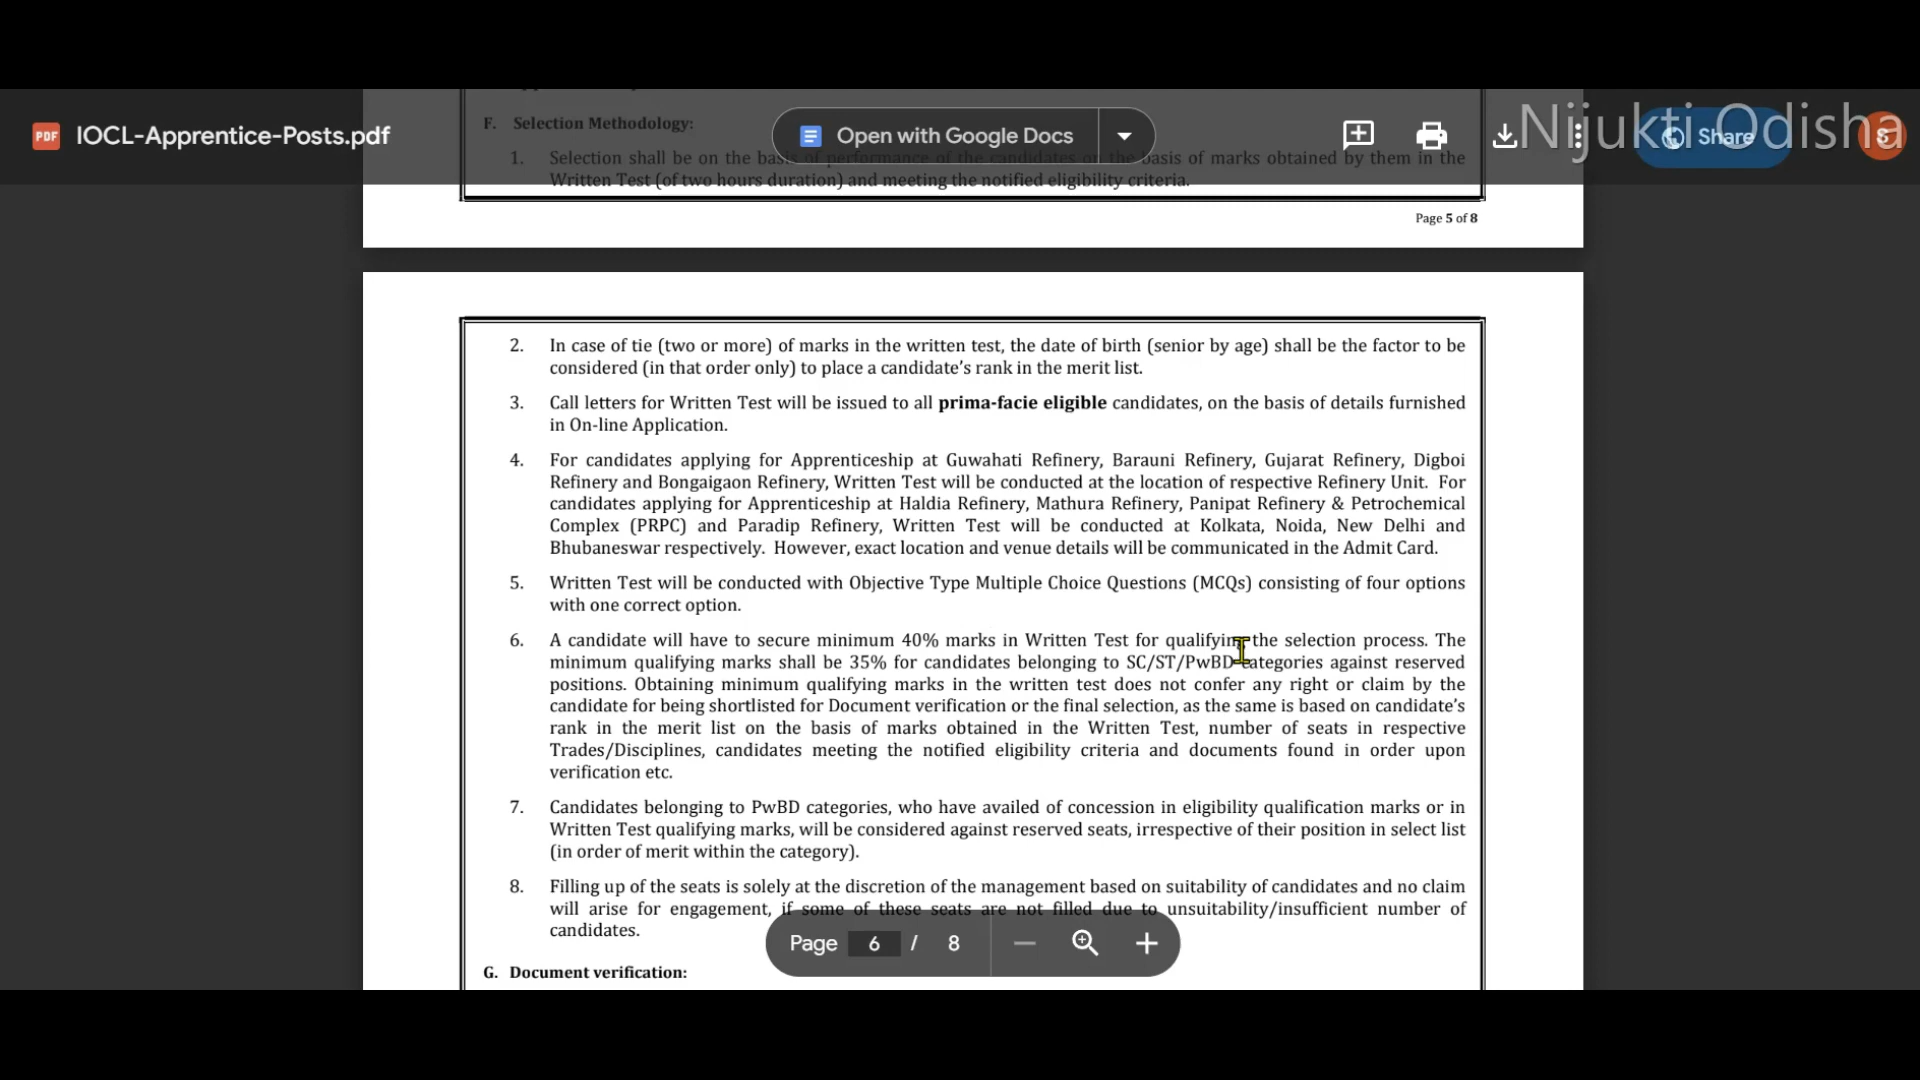 PDF IOCL-Apprentice-Posts.pdf
Open with Google Docs
Share
S
Nijukti Odisha
F. Selection Methodology:
1. Selection shall be on the basis of performance of the candidates on the basis of marks obtained by them in the
Written Test (of two hours duration) and meeting the notified eligibility criteria.
Page 5 of 8
2. In case of tie (two or more) of marks in the written test, the date of birth (senior by age) shall be the factor to be
considered (in that order only) to place a candidate’s rank in the merit list.
3. Call letters for Written Test will be issued to all prima-facie eligible candidates, on the basis of details furnished
in On-line Application.
4. For candidates applying for Apprenticeship at Guwahati Refinery, Barauni Refinery, Gujarat Refinery, Digboi
Refinery and Bongaigaon Refinery, Written Test will be conducted at the location of respective Refinery Unit. For
candidates applying for Apprenticeship at Haldia Refinery, Mathura Refinery, Panipat Refinery & Petrochemical
Complex (PRPC) and Paradip Refinery, Written Test will be conducted at Kolkata, Noida, New Delhi and
Bhubaneswar respectively. However, exact location and venue details will be communicated in the Admit Card.
5. Written Test will be conducted with Objective Type Multiple Choice Questions (MCQs) consisting of four options
with one correct option.
6. A candidate will have to secure minimum 40% marks in Written Test for qualifying the selection process. The
minimum qualifying marks shall be 35% for candidates belonging to SC/ST/PwBD categories against reserved
positions. Obtaining minimum qualifying marks in the written test does not confer any right or claim by the
candidate for being shortlisted for Document verification or the final selection, as the same is based on candidate’s
rank in the merit list on the basis of marks obtained in the Written Test, number of seats in respective
Trades/Disciplines, candidates meeting the notified eligibility criteria and documents found in order upon
verification etc.
7. Candidates belonging to PwBD categories, who have availed of concession in eligibility qualification marks or in
Written Test qualifying marks, will be considered against reserved seats, irrespective of their position in select list
(in order of merit within the category).
8. Filling up of the seats is solely at the discretion of the management based on suitability of candidates and no claim
will arise for engagement, if some of these seats are not filled due to unsuitability/insufficient number of
candidates.
Page 6 / 8
G. Document verification: